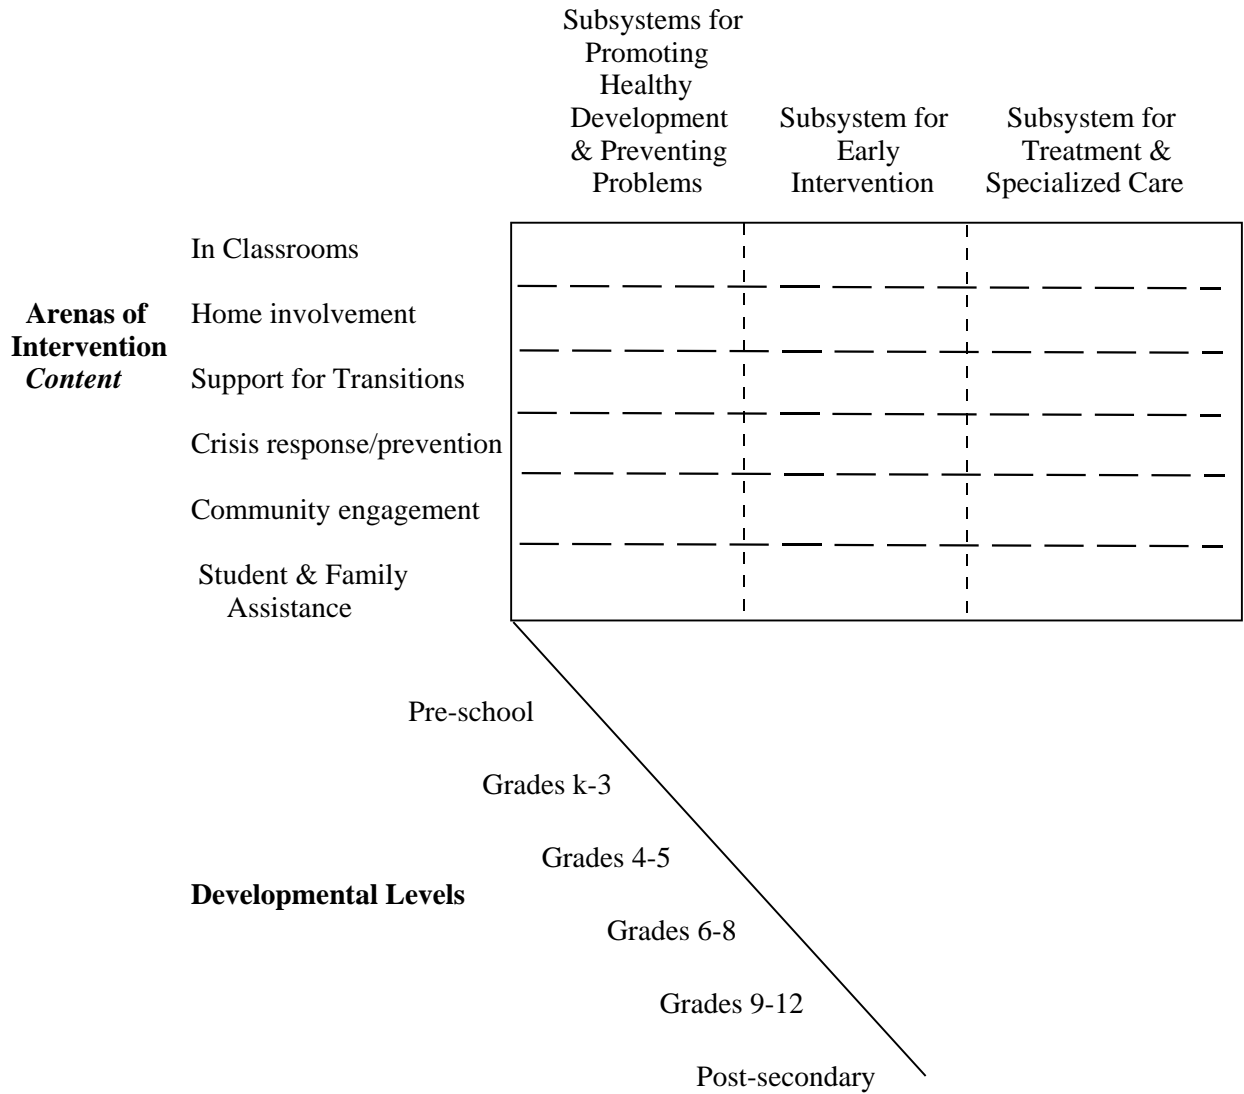 Subsystems for
Promoting
Healthy
Development
& Preventing
Problems
Subsystem for
Early
Intervention
Subsystem for
Treatment &
Specialized Care
Arenas of
Intervention
Content
In Classrooms
Home involvement
Support for Transitions
Crisis response/prevention
Community engagement
Student & Family
Assistance
Developmental Levels
Pre-school
Grades k-3
Grades 4-5
Grades 6-8
Grades 9-12
Post-secondary